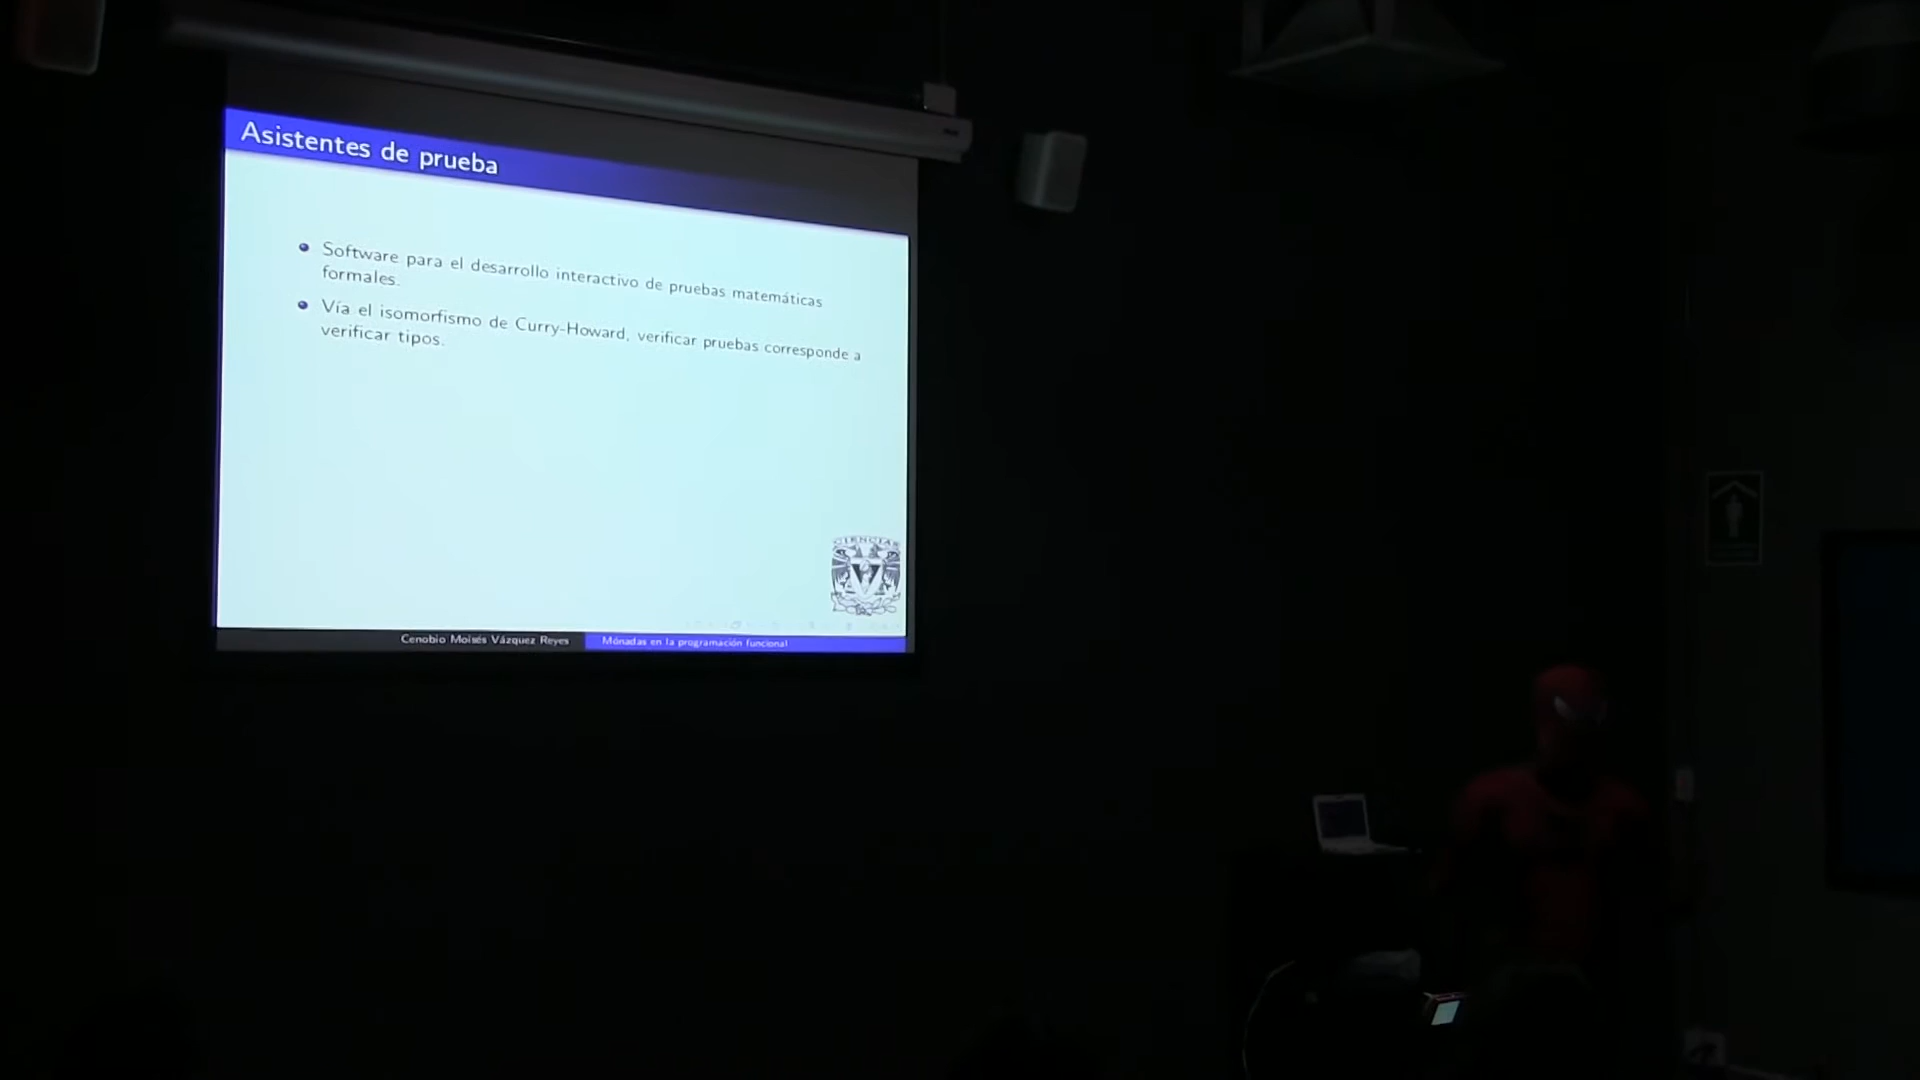 Asistentes de prueba
Software para el desarrollo interactivo de pruebas matemáticas
formales.
Vía el isomorfismo de Curry-Howard, verificar pruebas corresponde a
verificar tipos.
CIENCIAS
Cenobio Moisés Vázquez Reyes
Mónadas en la programación funcional